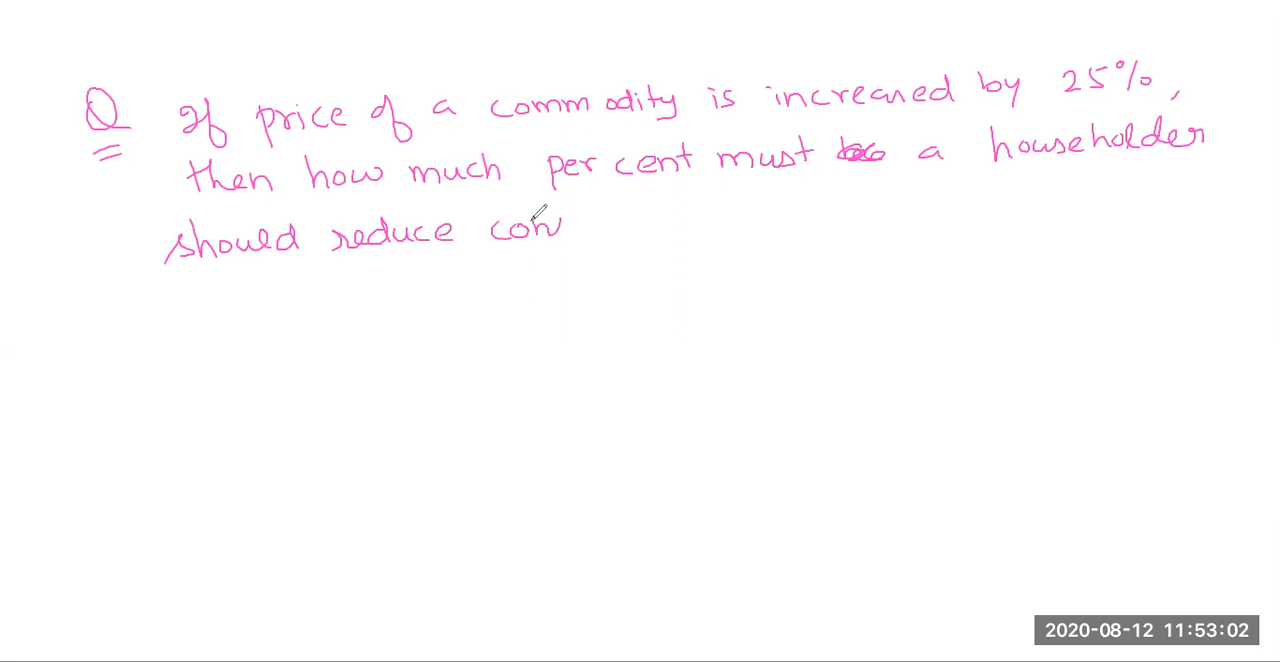 Q If price of a commodity is increased by 25%,
then how much per cent must a householder
should reduce con
2020-08-12 11:53:02